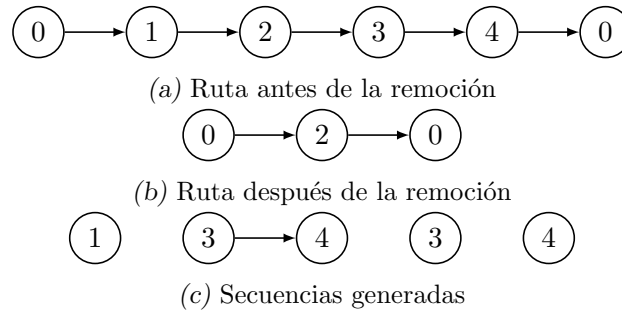 0 1 2 3 4 0
(a) Ruta antes de la remoción
0 2 0
(b) Ruta después de la remoción
1 3 4 3 4
(c) Secuencias generadas